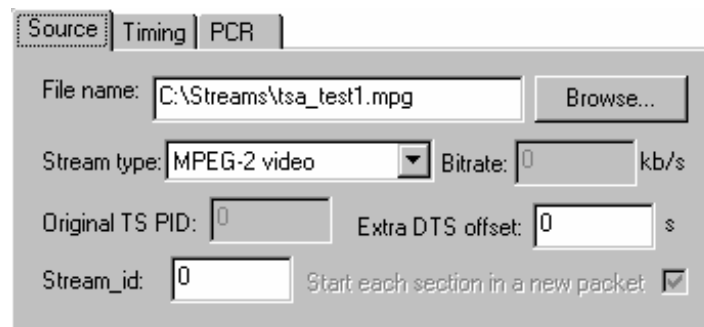 Source Timing PCR
File name: C:\Streams\tsa_test1.mpg Browse...
Stream type: MPEG-2 video Bitrate: 0 kb/s
Original TS PID: 0 Extra DTS offset: 0 s
Stream_id: 0 Start each section in a new packet